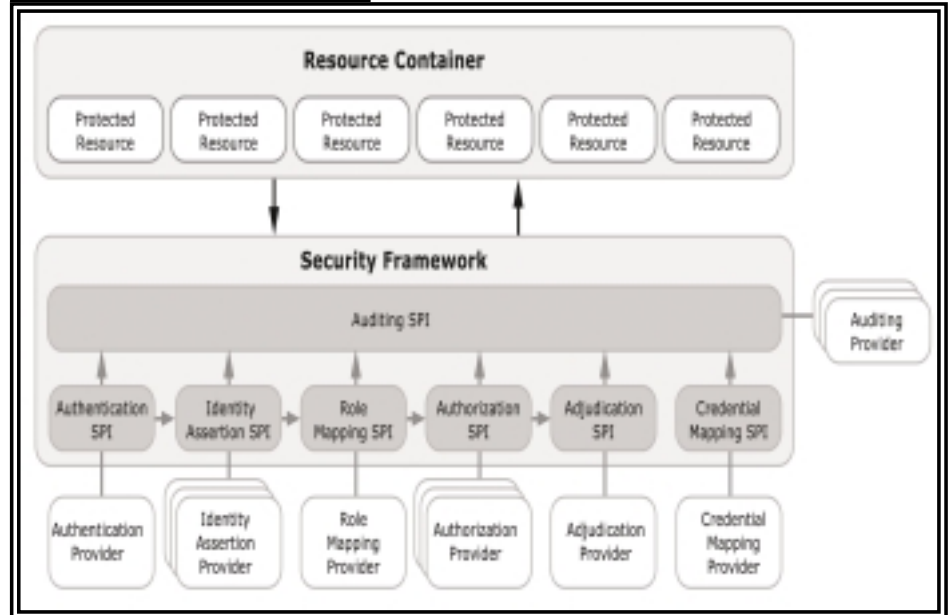 Resource Container
Protected Resource
Protected Resource
Protected Resource
Protected Resource
Protected Resource
Protected Resource
Security Framework
Auditing SPI
Auditing Provider
Authentication SPI
Identity Assertion SPI
Role Mapping SPI
Authorization SPI
Adjudication SPI
Credential Mapping SPI
Authentication Provider
Identity Assertion Provider
Role Mapping Provider
Authorization Provider
Adjudication Provider
Credential Mapping Provider